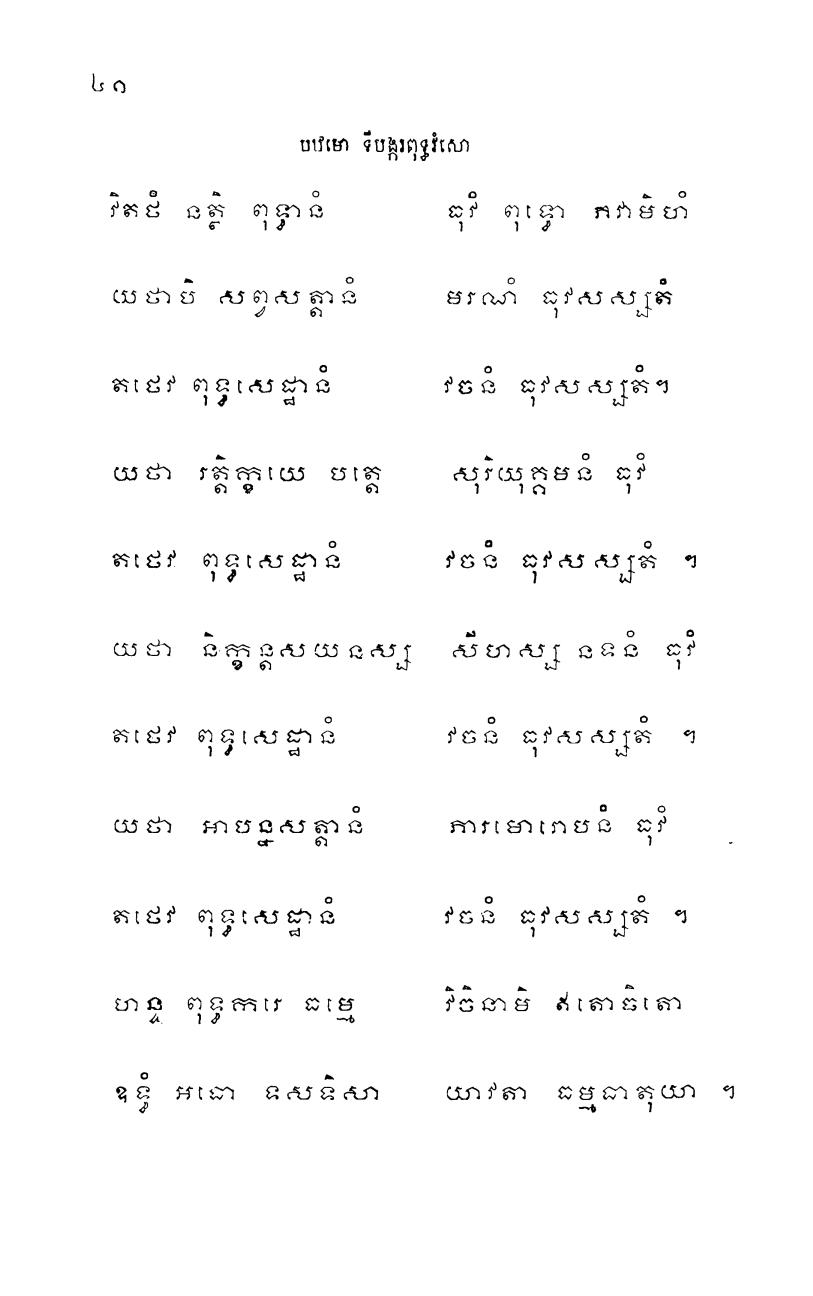 ៤១
បឋមោ ទីបង្ករពុទ្ធវំសោ
វិតថំ នត្ថិ ពុទ្ធានំ ធុវំ ពុទ្ធោ ភវាមិហំ
យថាបិ សព្វសត្តានំ មរណំ ធុវសស្សតំ
តថេវ ពុទ្ធសេដ្ឋានំ វចនំ ធុវសស្សតំ។
យថា រត្តិក្ខយេ បត្តេ សុរិយុគ្គមនំ ធុវំ
តថេវ ពុទ្ធសេដ្ឋានំ វចនំ ធុវសស្សតំ ។
យថា និក្ខន្តសយនស្ស សីហស្ស នទនំ ធុវំ
តថេវ ពុទ្ធសេដ្ឋានំ វចនំ ធុវសស្សតំ ។
យថា អាបន្នសត្តានំ ភារមោរោបនំ ធុវំ
តថេវ ពុទ្ធសេដ្ឋានំ វចនំ ធុវសស្សតំ ។
ហន្ទ ពុទ្ធករេ ធម្មេ វិចិនាមិ ឥតោធិតោ
ឧទ្ធំ អធោ ទសទិសា យាវតា ធម្មធាតុយា ។